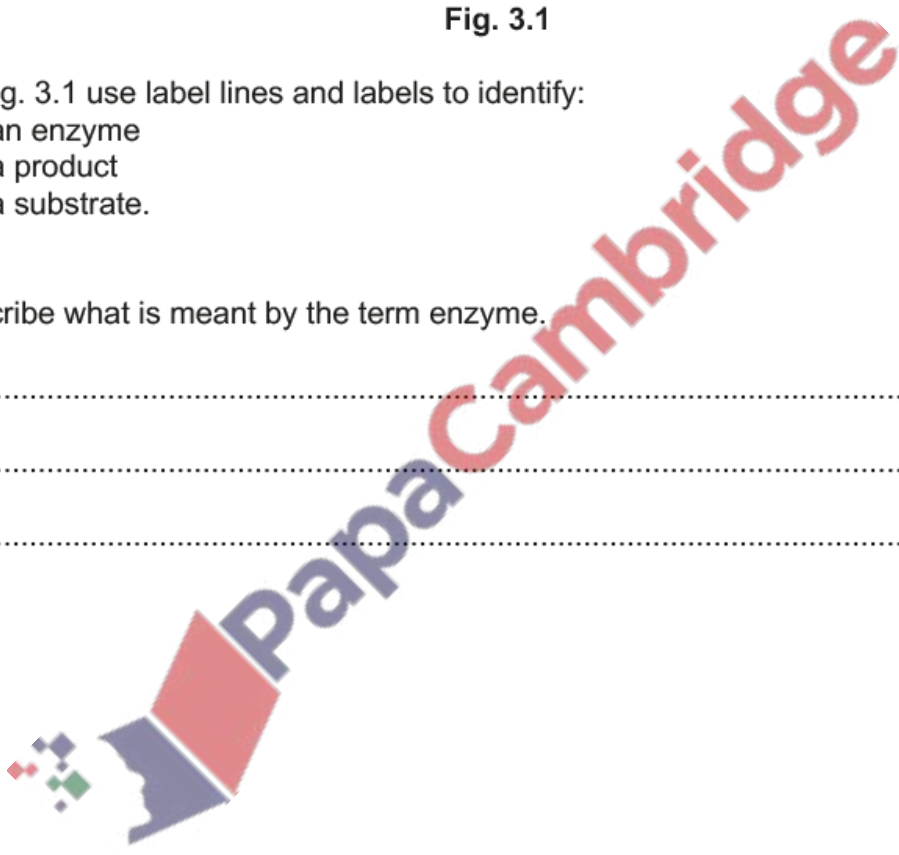 Fig. 3.1
g. 3.1 use label lines and labels to identify:
an enzyme
a product
a substrate.
cribe what is meant by the term enzyme.
PapaCambridge